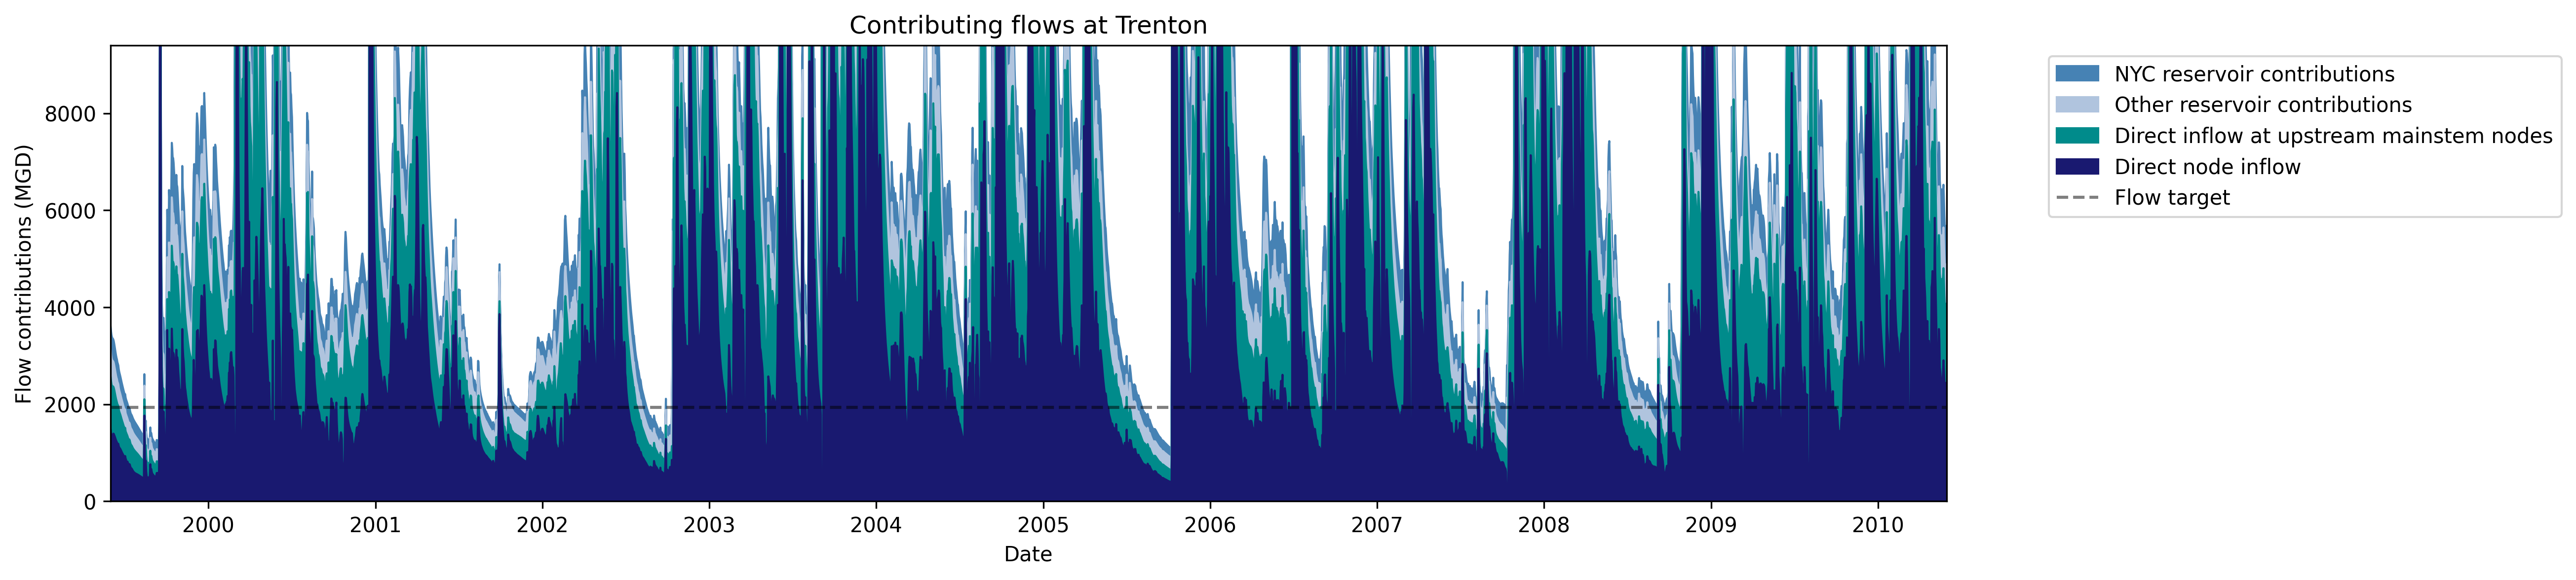 Contributing flows at Trenton
Flow contributions (MGD)
8000
6000
4000
2000
0
2000 2001 2002 2003 2004 2005 2006 2007 2008 2009 2010
Date
NYC reservoir contributions
Other reservoir contributions
Direct inflow at upstream mainstem nodes
Direct node inflow
Flow target